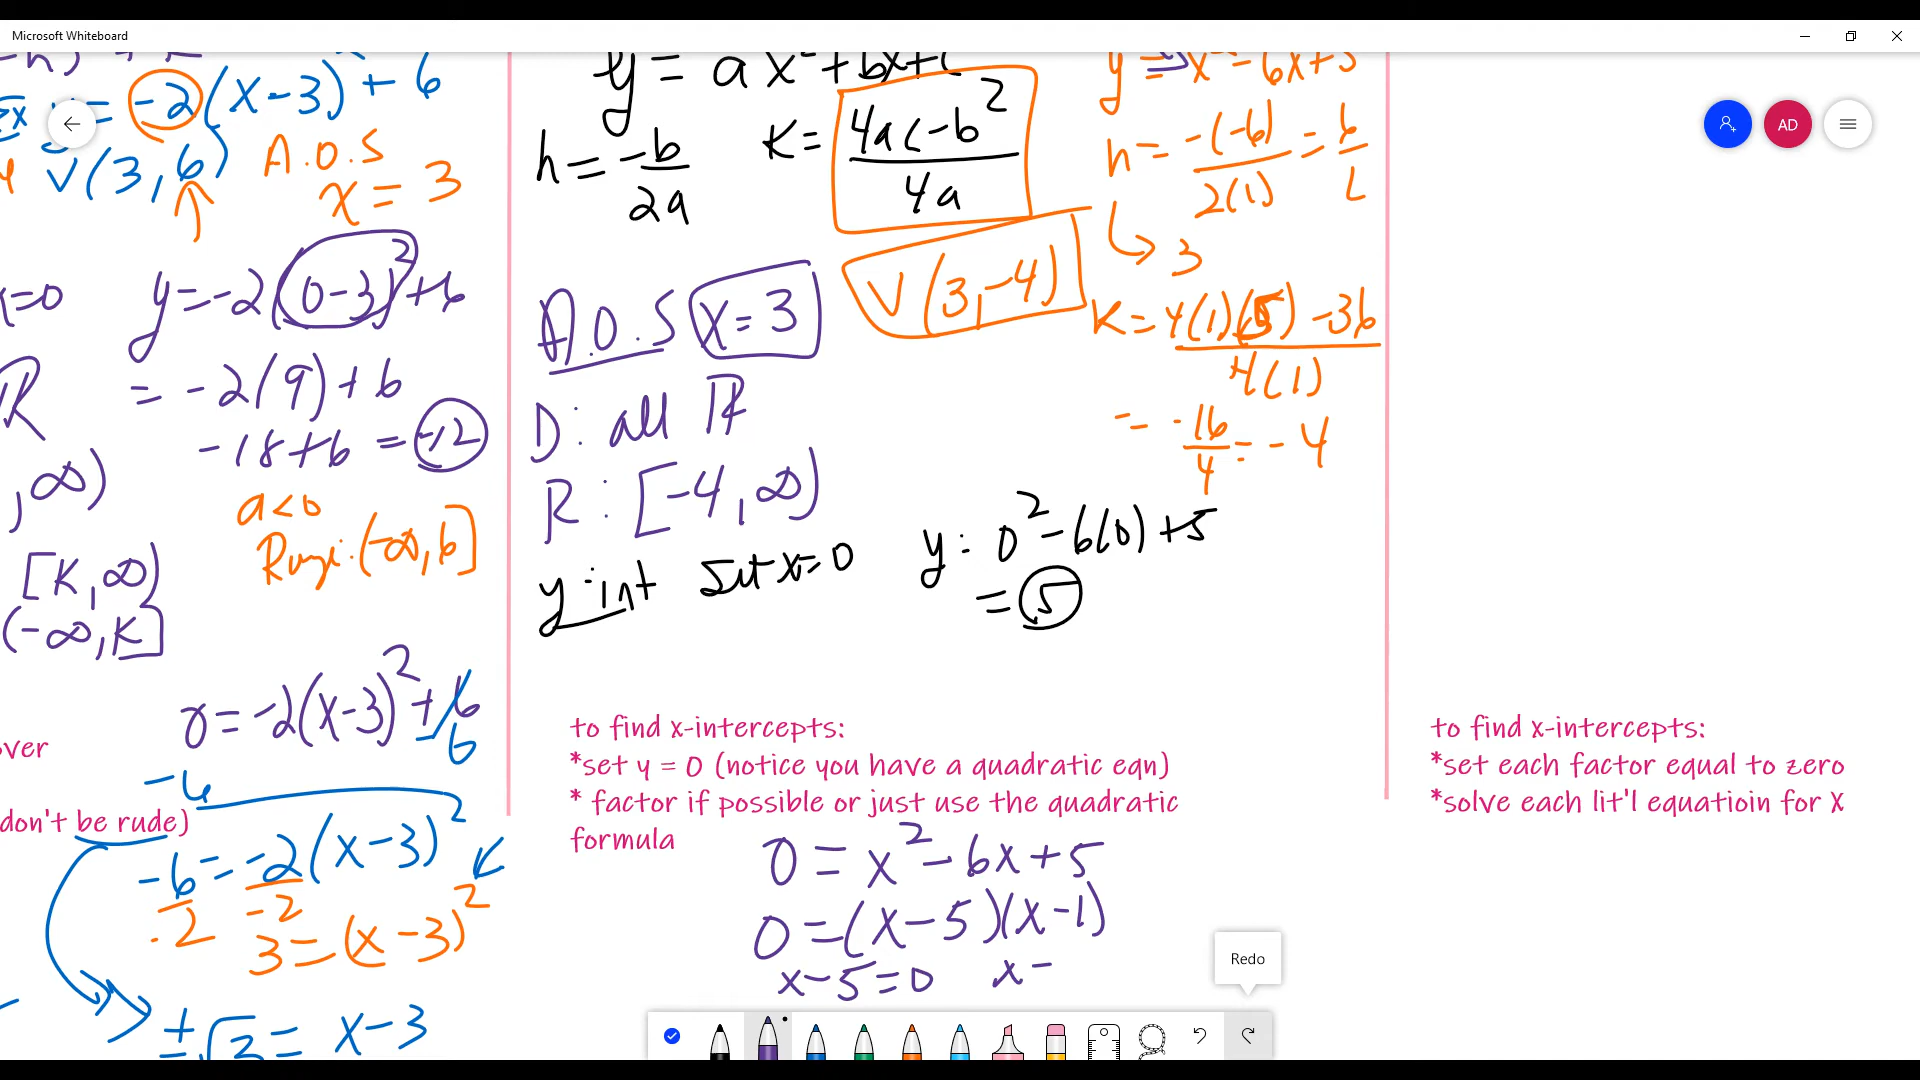 Microsoft Whiteboard
y = -2(x-3) + 6
V(3,6)
A.O.S
x = 3
x=0
y=-2(0-3)²+6
= -2(9)+6
-18+6 = -12
, ∞)
a<0
Range: (-∞, 6]
[K, ∞)
(-∞, K]
0=-2(x-3)²+6
-6
-6
over
don't be rude)
-6=-2(x-3)²
-2 -2
3=(x-3)²
±√3 = x-3
y = ax²+bx+c
h = -b/2a
K = 4ac-b²/4a
A.O.S x=3
V(3,-4)
D: all R
R: [-4, ∞)
y-int set x=0
y = 0²-6(0)+5
= 5
y = x²-6x+5
h = -(-6)/2(1) = 6/2
→ 3
K = 4(1)(5)-36/4(1)
= -16/4 = -4
to find x-intercepts:
*set y = 0 (notice you have a quadratic eqn)
* factor if possible or just use the quadratic
formula
0 = x²-6x+5
0 = (x-5)(x-1)
x-5=0 x-
to find x-intercepts:
*set each factor equal to zero
*solve each lit'l equatioin for X
AD
Redo